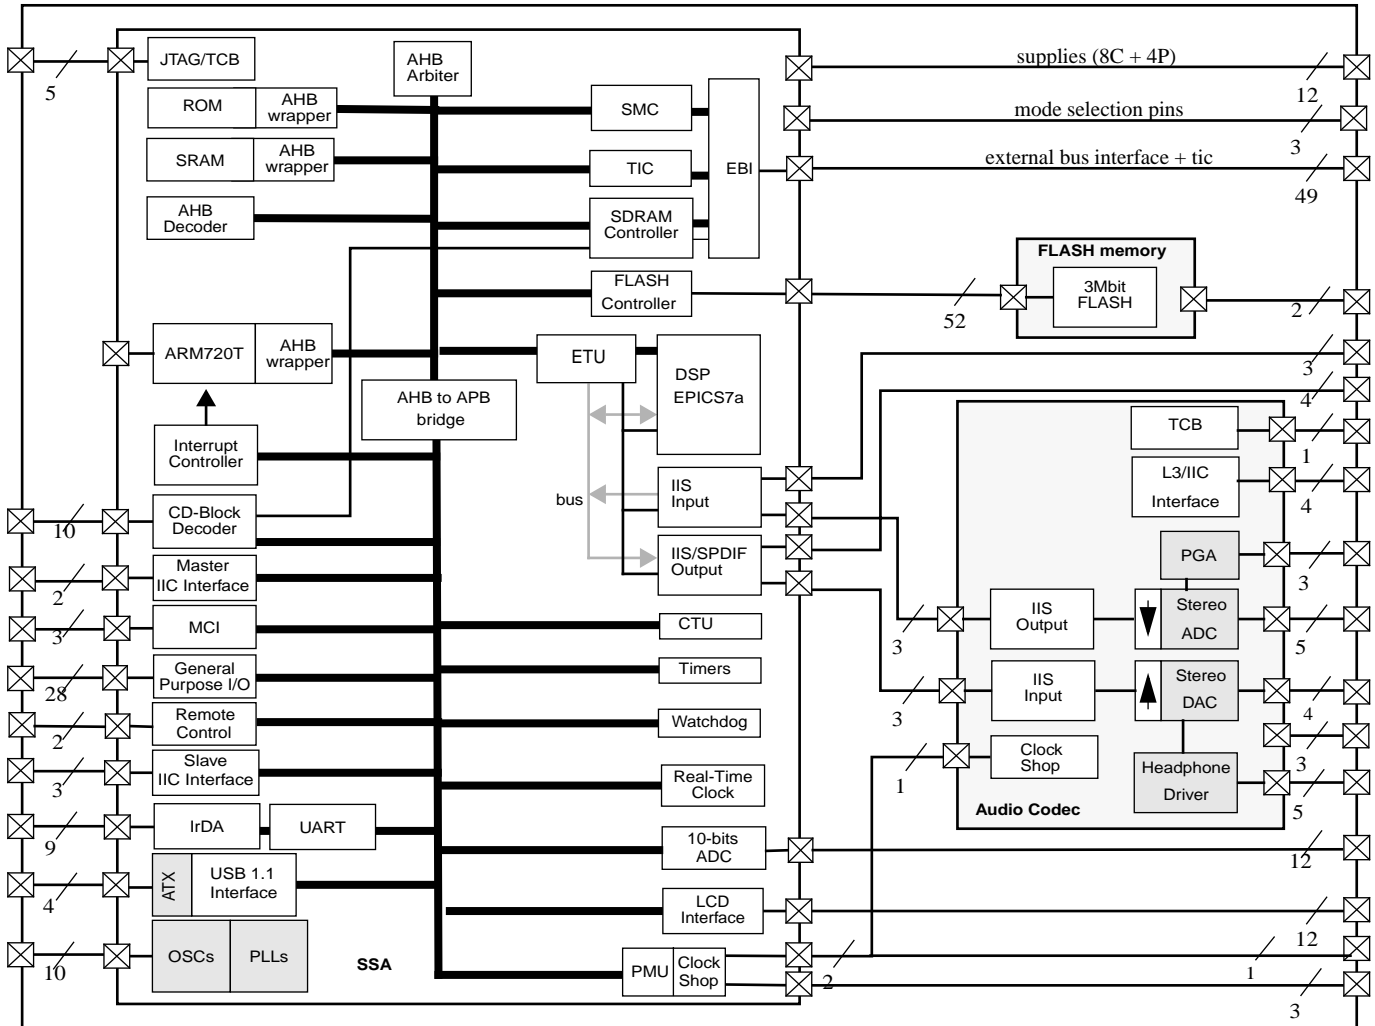 JTAG/TCB
5
ROM
AHB
wrapper
SRAM
AHB
wrapper
AHB
Decoder
AHB
Arbiter
SMC
TIC
SDRAM
Controller
EBI
FLASH
Controller
supplies (8C + 4P)
12
mode selection pins
3
external bus interface + tic
49
FLASH memory
3Mbit
FLASH
52
2
ARM720T
AHB
wrapper
ETU
DSP
EPICS7a
3
4
AHB to APB
bridge
Interrupt
Controller
bus
IIS
Input
IIS/SPDIF
Output
TCB
1
L3/IIC
Interface
4
10
CD-Block
Decoder
2
Master
IIC Interface
3
MCI
28
General
Purpose I/O
2
Remote
Control
3
Slave
IIC Interface
9
IrDA
UART
4
ATX
USB 1.1
Interface
10
OSCs
PLLs
SSA
CTU
Timers
Watchdog
Real-Time
Clock
10-bits
ADC
LCD
Interface
PMU
Clock
Shop
PGA
3
3
IIS
Output
Stereo
ADC
5
3
IIS
Input
Stereo
DAC
4
3
1
Clock
Shop
Headphone
Driver
5
Audio Codec
12
12
2
1
3